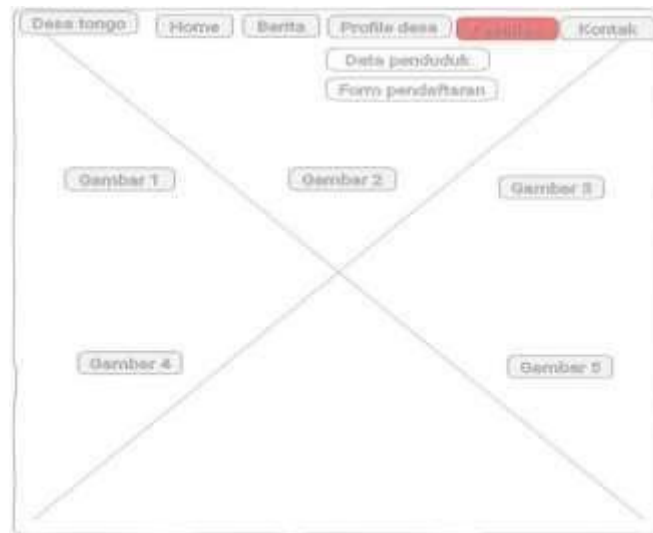 Desa tongo Home Berita Profile desa Kontak
Data penduduk
Form pendaftaran
Gambar 1 Gambar 2 Gambar 3
Gambar 4 Gambar 5